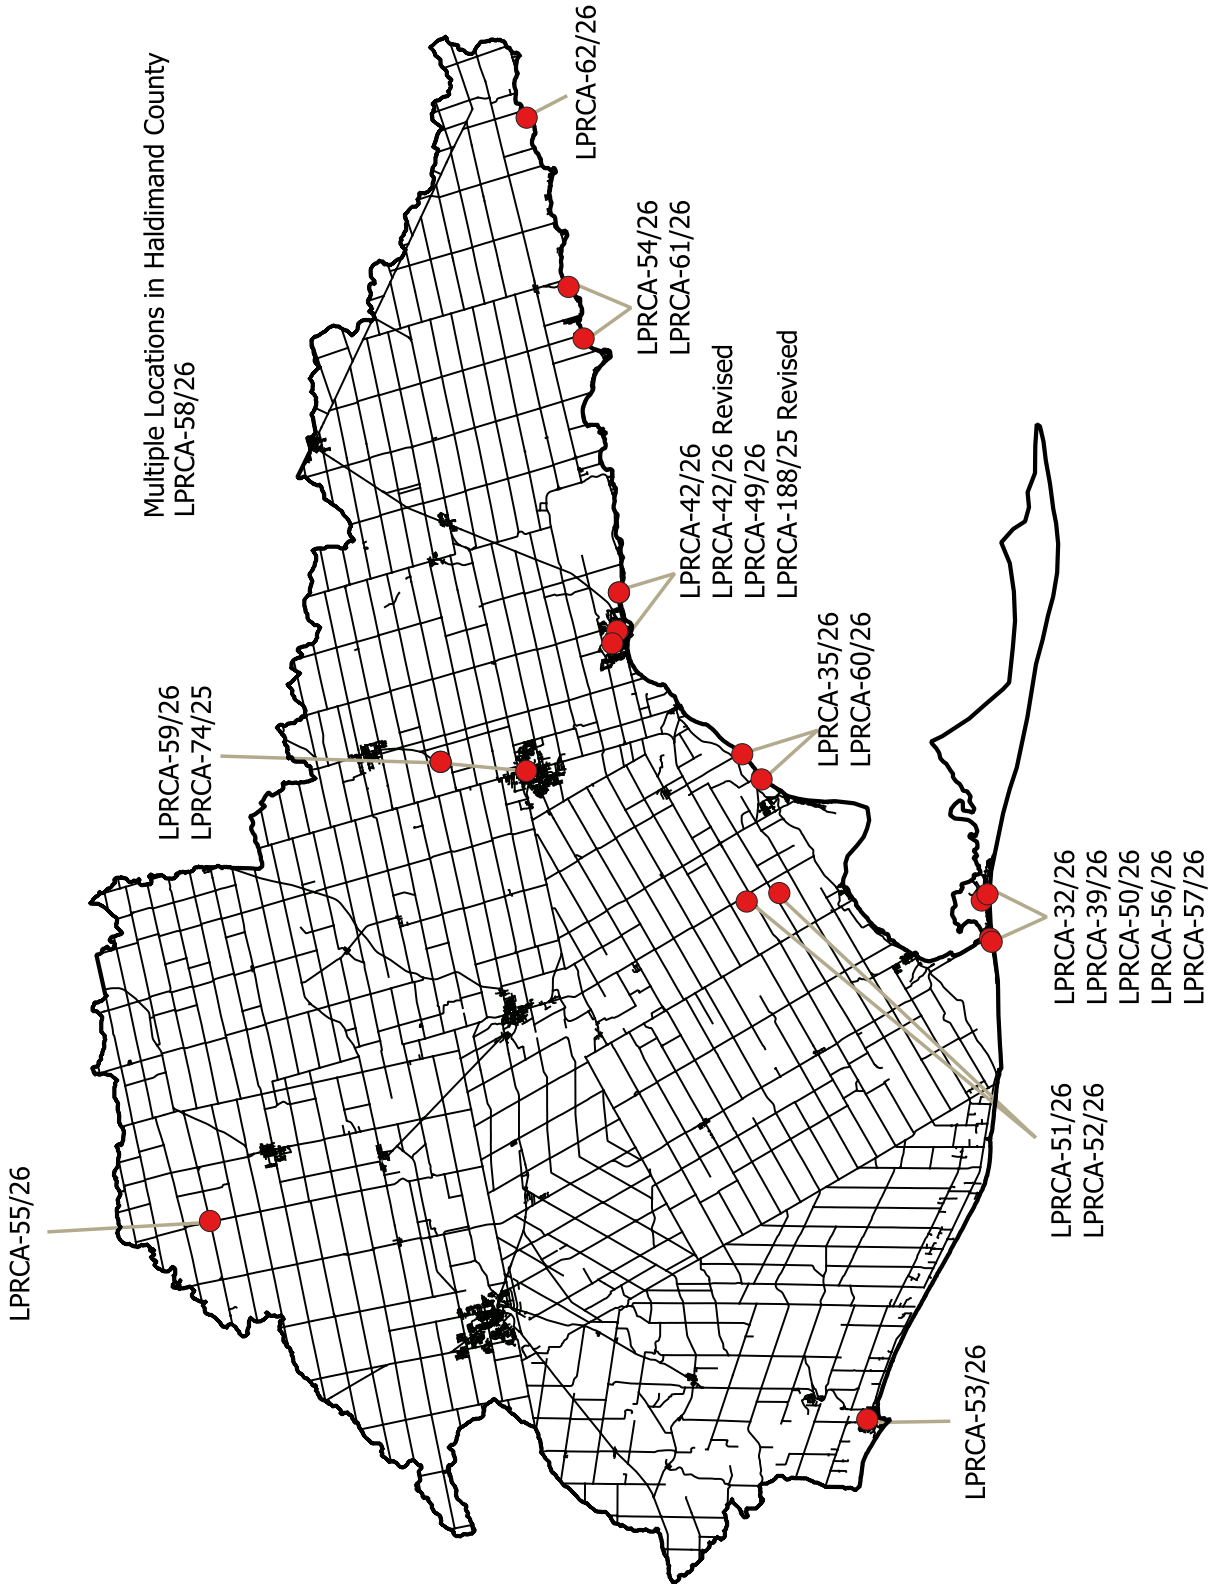 LPRCA-55/26
Multiple Locations in Haldimand County
LPRCA-58/26
LPRCA-59/26
LPRCA-74/25
LPRCA-62/26
LPRCA-54/26
LPRCA-61/26
LPRCA-42/26
LPRCA-42/26 Revised
LPRCA-49/26
LPRCA-188/25 Revised
LPRCA-35/26
LPRCA-60/26
LPRCA-32/26
LPRCA-39/26
LPRCA-50/26
LPRCA-56/26
LPRCA-57/26
LPRCA-51/26
LPRCA-52/26
LPRCA-53/26